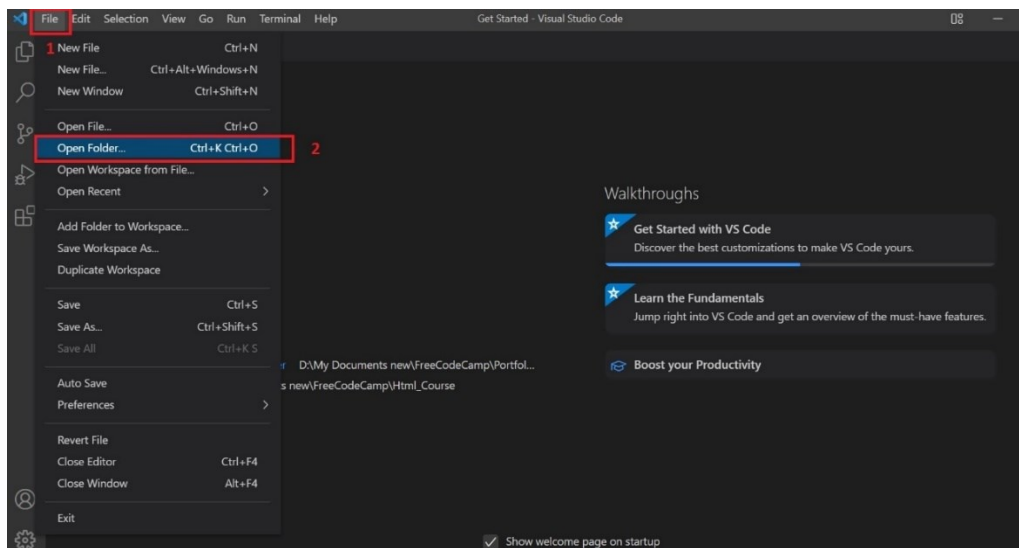 File Edit Selection View Go Run Terminal Help Get Started - Visual Studio Code
1 New File Ctrl+N
New File... Ctrl+Alt+Windows+N
New Window Ctrl+Shift+N
Open File... Ctrl+O
Open Folder... Ctrl+K Ctrl+O 2
Open Workspace from File...
Open Recent
Add Folder to Workspace...
Save Workspace As...
Duplicate Workspace
Save Ctrl+S
Save As... Ctrl+Shift+S
Save All Ctrl+K S
Auto Save
Preferences
Revert File
Close Editor Ctrl+F4
Close Window Alt+F4
Exit
D:\My Documents new\FreeCodeCamp\Portfol...
s new\FreeCodeCamp\Html_Course
Walkthroughs
Get Started with VS Code
Discover the best customizations to make VS Code yours.
Learn the Fundamentals
Jump right into VS Code and get an overview of the must-have features.
Boost your Productivity
Show welcome page on startup